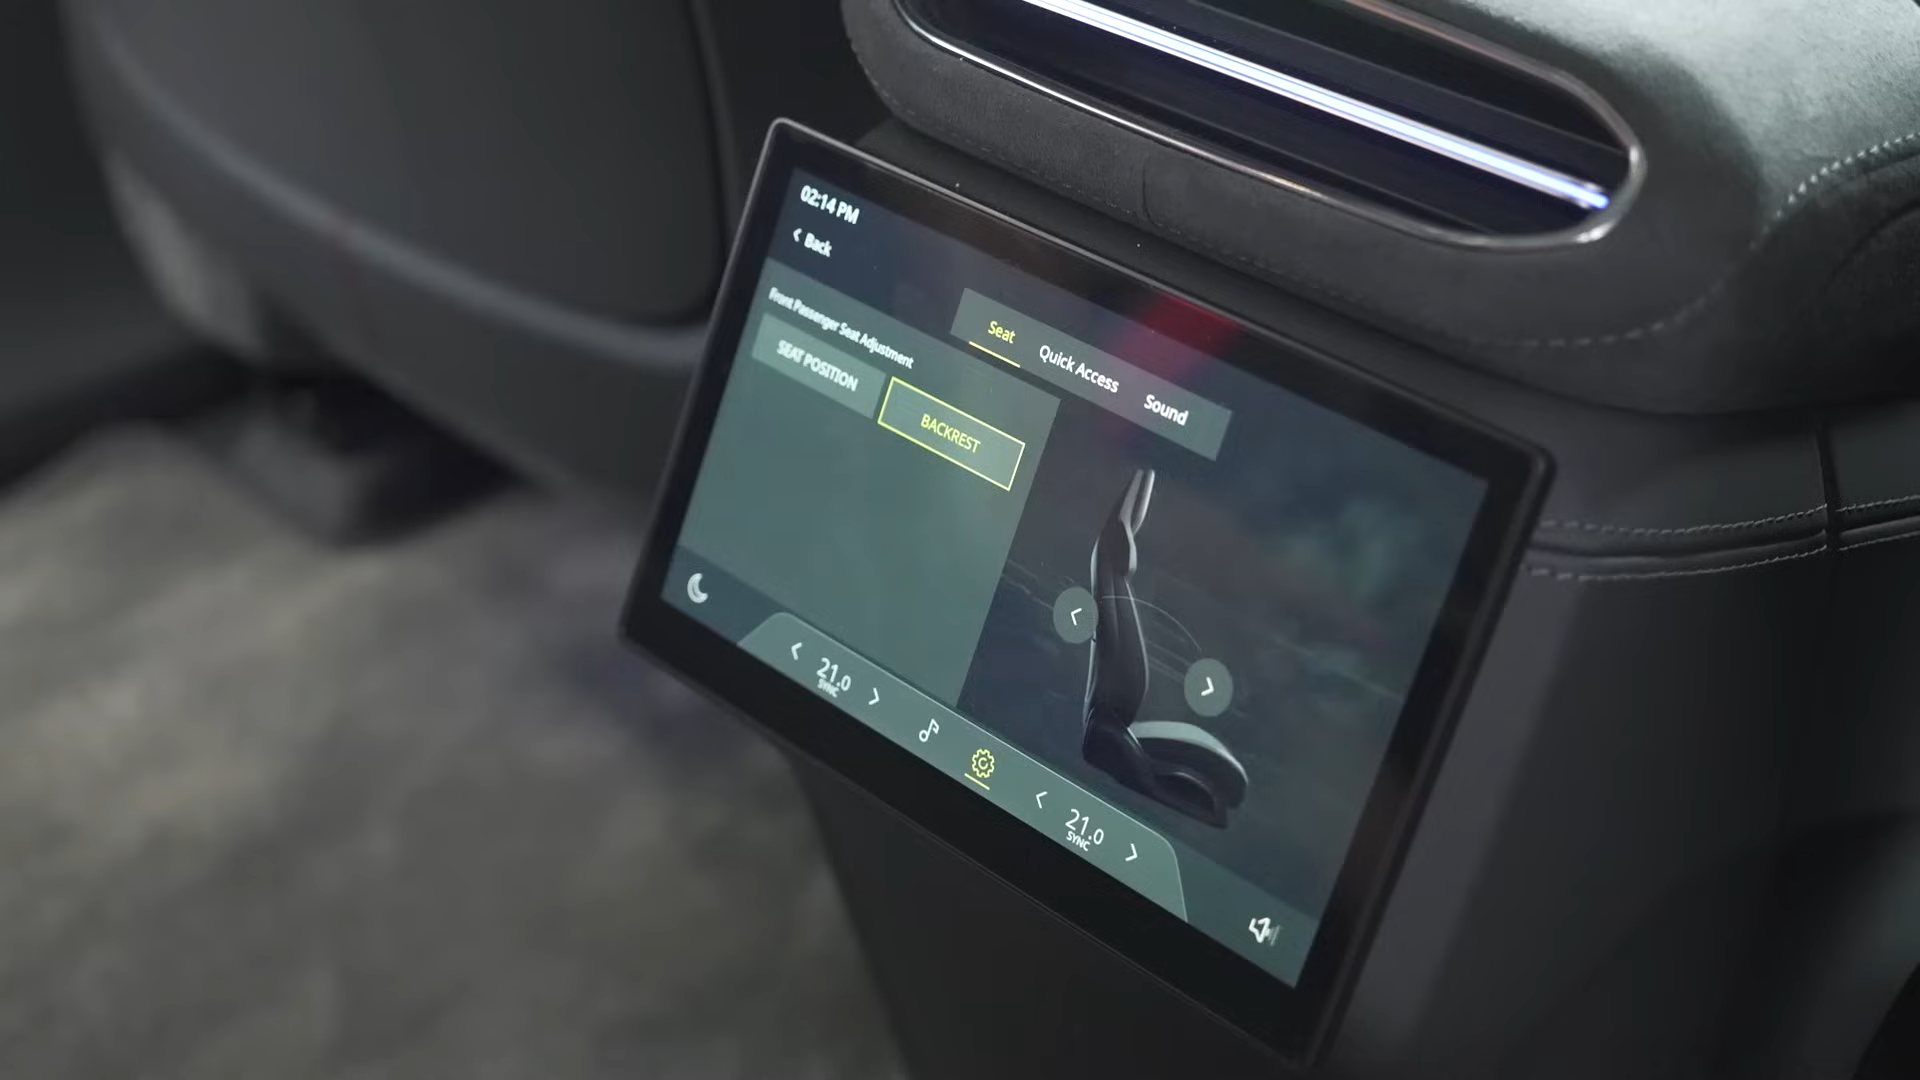 02:14 PM
Back
Seat
Quick Access
Sound
Front Passenger Seat Adjustment
SEAT POSITION
BACKREST
21.0
SYNC
21.0
SYNC